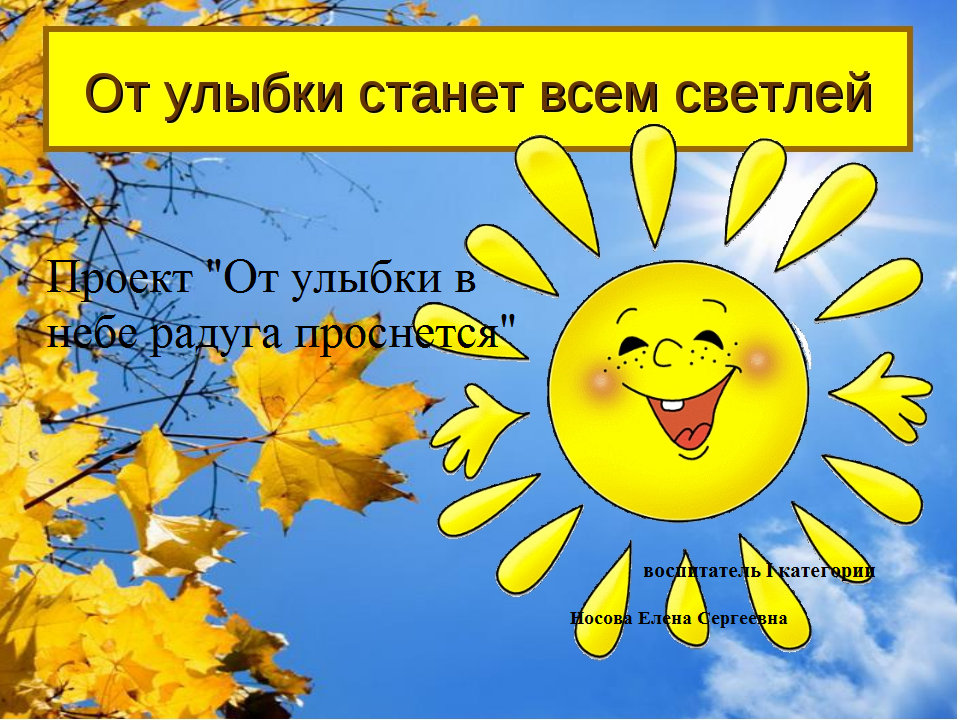 От улыбки станет всем светлей
Проект "От улыбки в
небе радуга проснется"
воспитатель I категории
Носова Елена Сергеевна